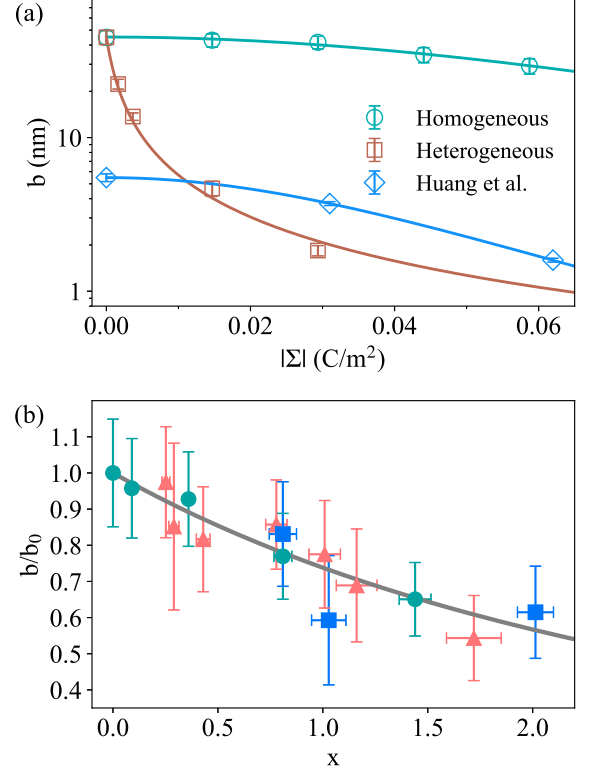 (a)
b (nm)
10
1
Homogeneous
Heterogeneous
Huang et al.
0.00
0.02
0.04
0.06
|Σ| (C/m²)
(b)
b/b₀
1.1
1.0
0.9
0.8
0.7
0.6
0.5
0.4
0.0
0.5
1.0
1.5
2.0
x